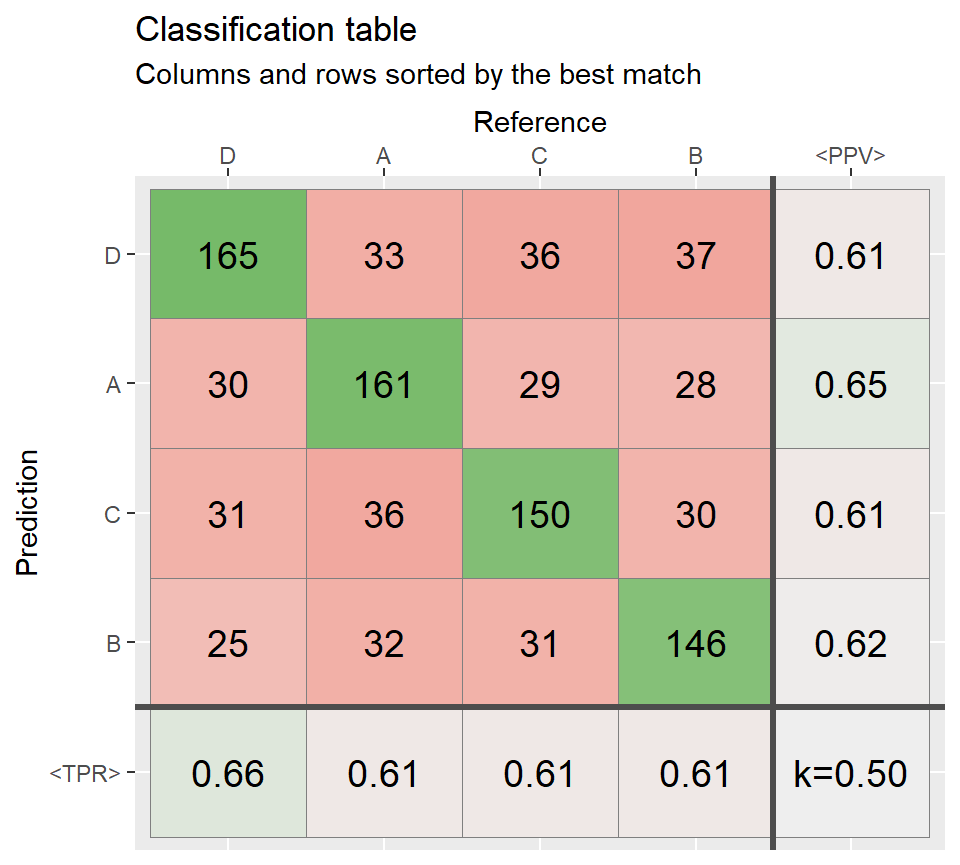 Classification table
Columns and rows sorted by the best match
Reference
D A C B <PPV>
D 165 33 36 37 0.61
A 30 161 29 28 0.65
C 31 36 150 30 0.61
B 25 32 31 146 0.62
<TPR> 0.66 0.61 0.61 0.61 k=0.50
Prediction